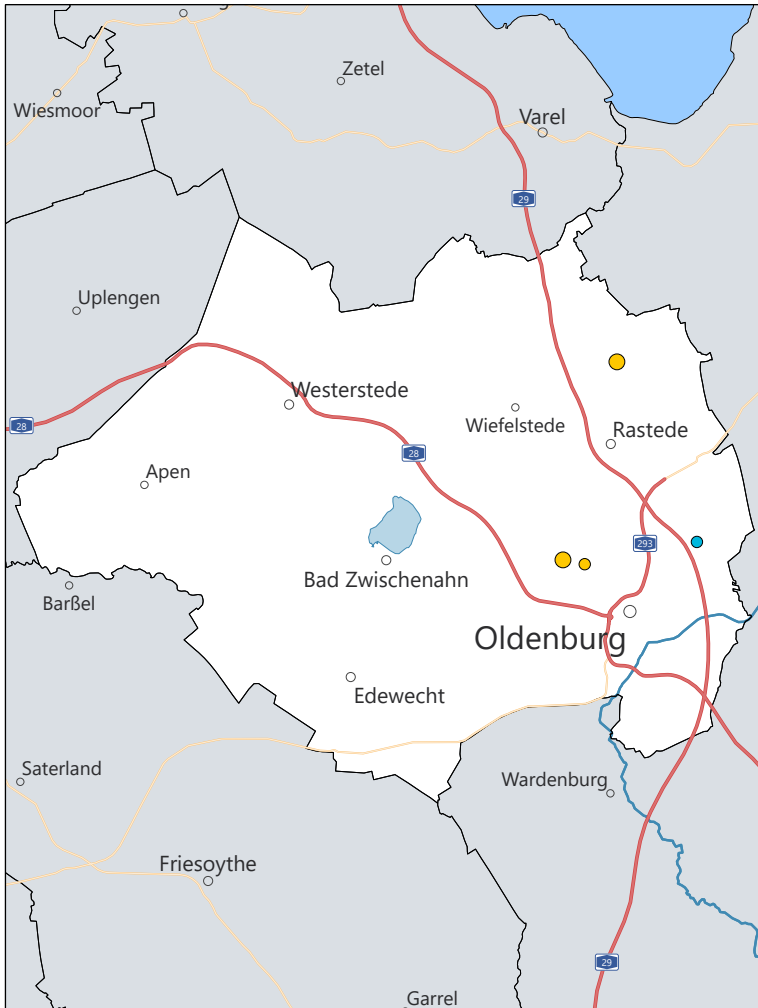 Zetel
Wiesmoor
Varel
29
Uplengen
Westerstede
Wiefelstede
Rastede
28
28
Apen
293
Bad Zwischenahn
Barßel
Oldenburg
Edewecht
Saterland
Wardenburg
Friesoythe
29
Garrel